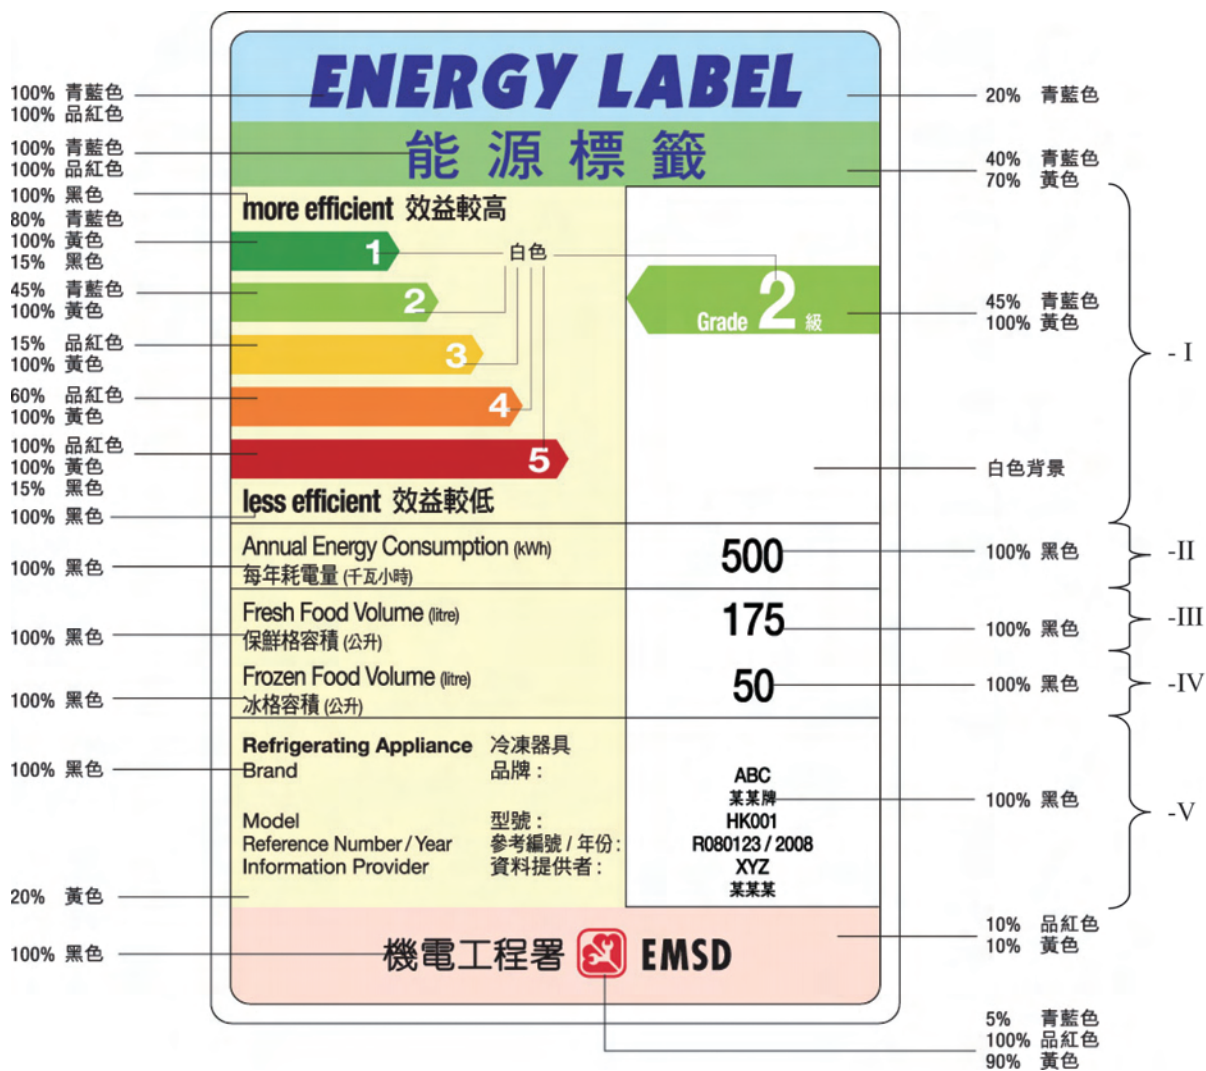 ENERGY LABEL
能源標籤
100% 青藍色
100% 品紅色
100% 青藍色
100% 品紅色
100% 黑色
80% 青藍色
100% 黃色
15% 黑色
45% 青藍色
100% 黃色
15% 品紅色
100% 黃色
60% 品紅色
100% 黃色
100% 品紅色
100% 黃色
15% 黑色
100% 黑色
100% 黑色
100% 黑色
100% 黑色
100% 黑色
20% 黃色
100% 黑色
more efficient 效益較高
1
2
3
4
5
白色
less efficient 效益較低
Grade 2 級
Annual Energy Consumption (kWh)
每年耗電量 (千瓦小時)
500
Fresh Food Volume (litre)
保鮮格容積 (公升)
175
Frozen Food Volume (litre)
冰格容積 (公升)
50
Refrigerating Appliance 冷凍器具
Brand 品牌 :
ABC
某某牌
Model 型號 :
HK001
Reference Number / Year 參考編號 / 年份 :
R080123 / 2008
Information Provider 資料提供者 :
XYZ
某某某
機電工程署 EMSD
20% 青藍色
40% 青藍色
70% 黃色
45% 青藍色
100% 黃色
白色背景
100% 黑色
100% 黑色
100% 黑色
100% 黑色
10% 品紅色
10% 黃色
5% 青藍色
100% 品紅色
90% 黃色
- I
-II
-III
-IV
-V